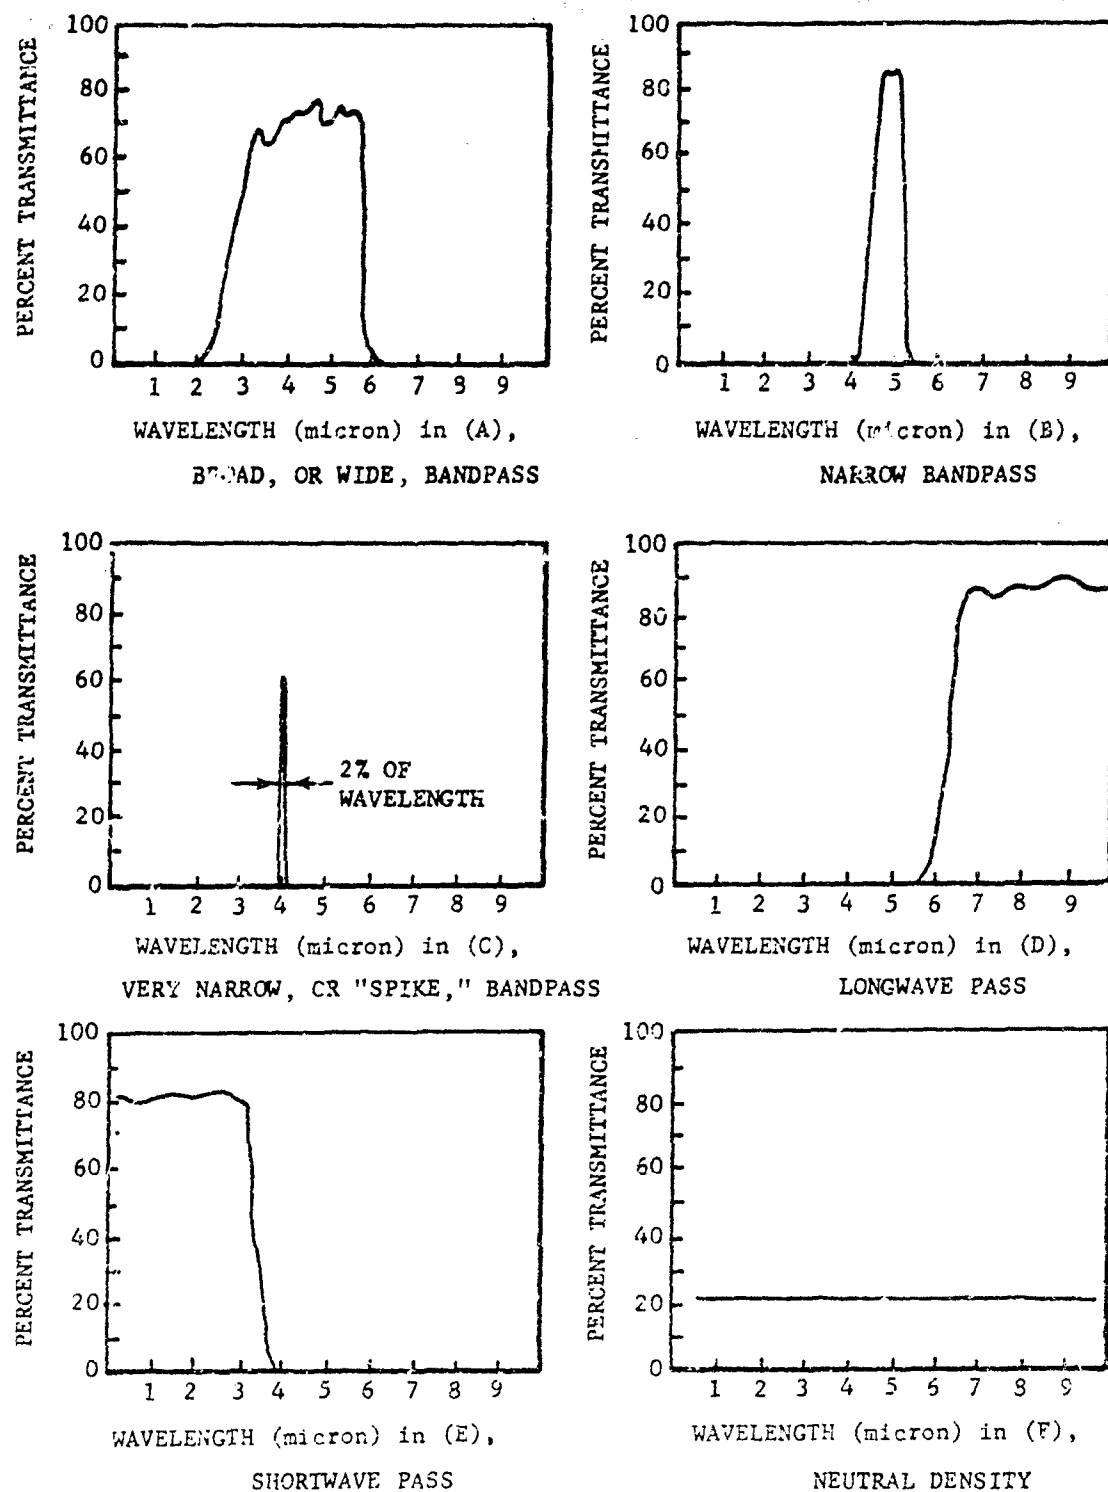 PERCENT TRANSMITTANCE
100
80
60
40
20
0
1 2 3 4 5 6 7 8 9
WAVELENGTH (micron) in (A),
BROAD, OR WIDE, BANDPASS
PERCENT TRANSMITTANCE
100
80
60
40
20
0
1 2 3 4 5 6 7 8 9
WAVELENGTH (micron) in (B),
NARROW BANDPASS
PERCENT TRANSMITTANCE
100
80
60
40
20
0
2% OF
WAVELENGTH
1 2 3 4 5 6 7 8 9
WAVELENGTH (micron) in (C),
VERY NARROW, OR "SPIKE," BANDPASS
PERCENT TRANSMITTANCE
100
80
60
40
20
0
1 2 3 4 5 6 7 8 9
WAVELENGTH (micron) in (D),
LONGWAVE PASS
PERCENT TRANSMITTANCE
100
80
60
40
20
0
1 2 3 4 5 6 7 8 9
WAVELENGTH (micron) in (E),
SHORTWAVE PASS
PERCENT TRANSMITTANCE
100
80
60
40
20
0
1 2 3 4 5 6 7 8 9
WAVELENGTH (micron) in (F),
NEUTRAL DENSITY